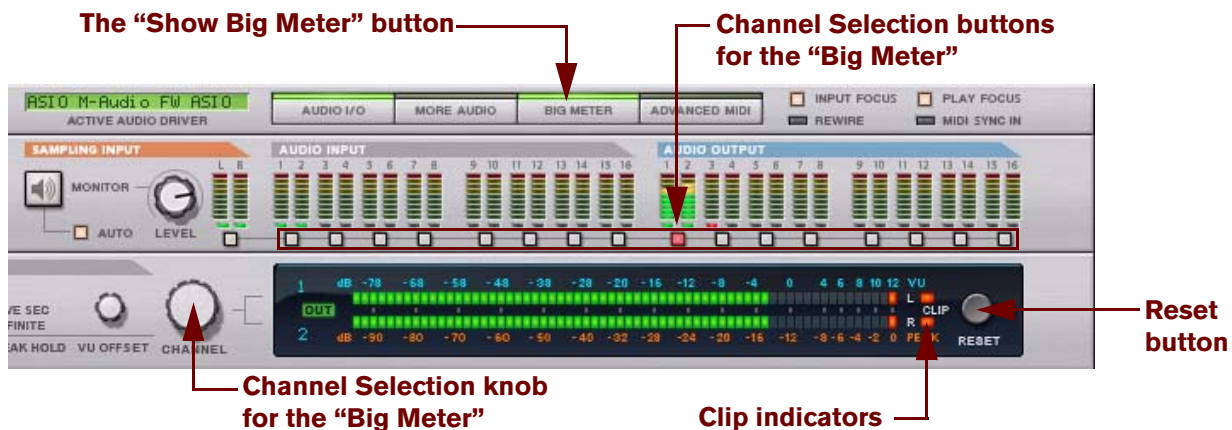 The “Show Big Meter” button
Channel Selection buttons
for the “Big Meter”
ASIO M-Audio FW ASIO
ACTIVE AUDIO DRIVER
AUDIO I/O
MORE AUDIO
BIG METER
ADVANCED MIDI
INPUT FOCUS
PLAY FOCUS
REWIRE
MIDI SYNC IN
SAMPLING INPUT
AUDIO INPUT
AUDIO OUTPUT
L R
1 2 3 4 5 6 7 8 9 10 11 12 13 14 15 16
1 2 3 4 5 6 7 8 9 10 11 12 13 14 15 16
MONITOR
AUTO
LEVEL
1 dB -78 -68 -58 -48 -38 -28 -20 -16 -12 -8 -4 0 4 6 8 10 12 VU
L
OUT
CLIP
R
2 dB -90 -80 -70 -60 -50 -40 -32 -28 -24 -20 -16 -12 -8 -6 -4 -2 0 PEAK
RESET
VE SEC
FINITE
EAK HOLD
VU OFFSET
CHANNEL
Reset
button
Channel Selection knob
for the “Big Meter”
Clip indicators